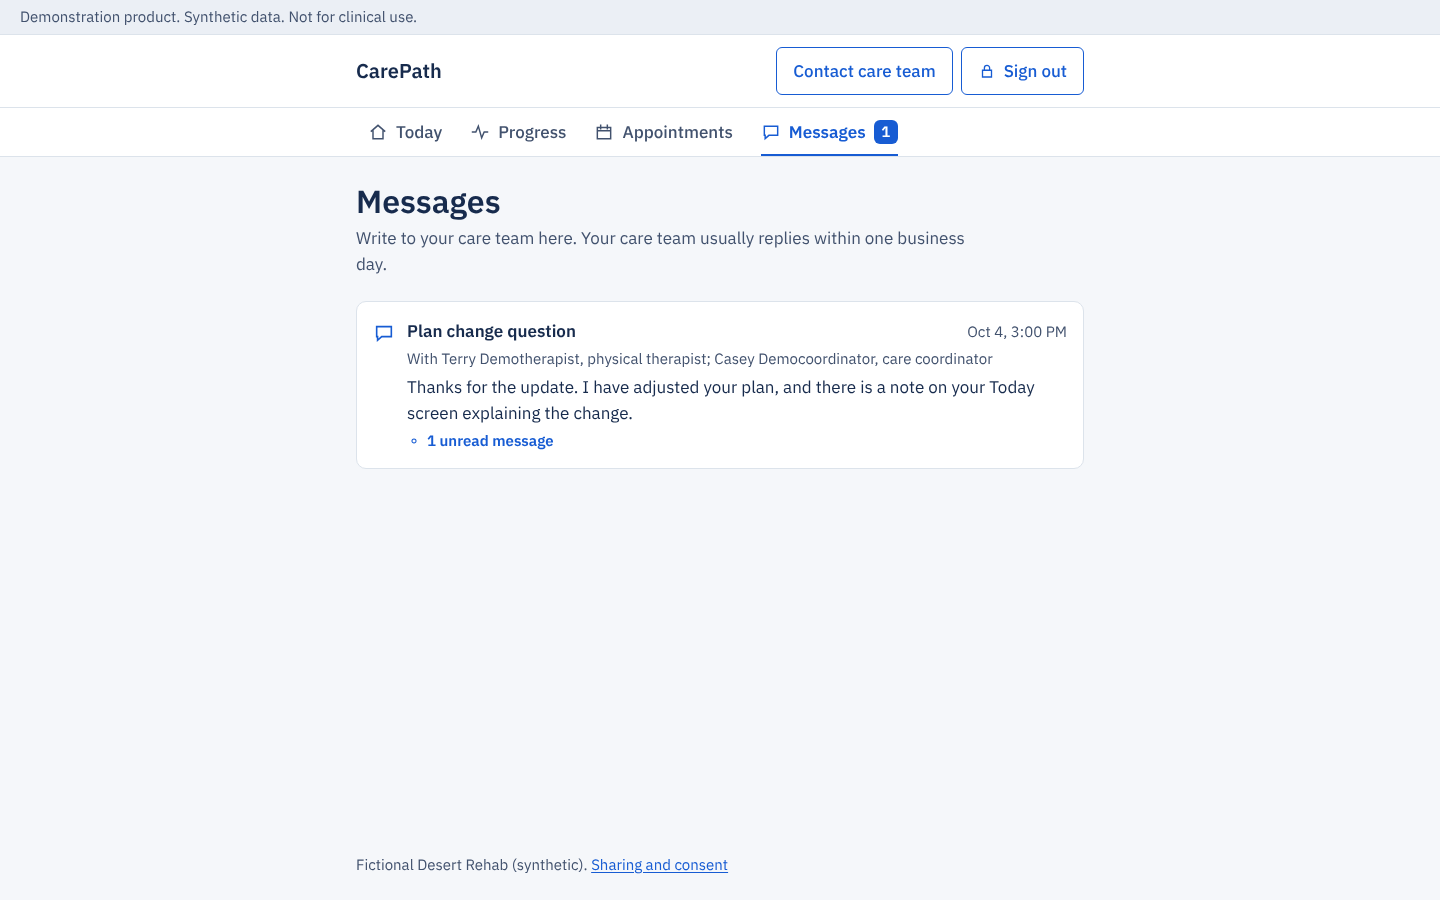 Demonstration product. Synthetic data. Not for clinical use.
CarePath
Contact care team
Sign out
Today
Progress
Appointments
Messages 1
Messages
Write to your care team here. Your care team usually replies within one business
day.
Plan change question
Oct 4, 3:00 PM
With Terry Demotherapist, physical therapist; Casey Democoordinator, care coordinator
Thanks for the update. I have adjusted your plan, and there is a note on your Today
screen explaining the change.
1 unread message
Fictional Desert Rehab (synthetic). Sharing and consent